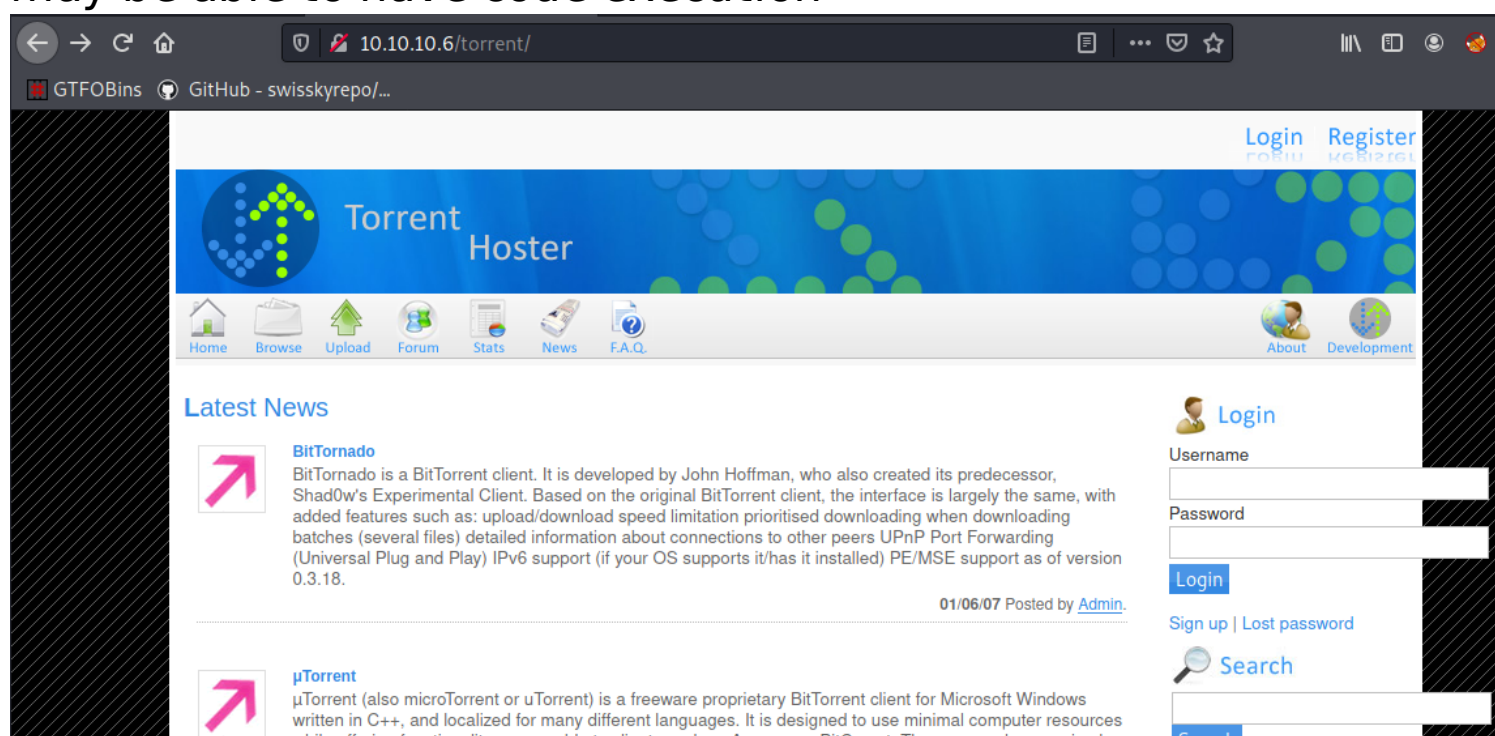 may be able to have code execution
10.10.10.6/torrent/
GTFOBins GitHub - swisskyrepo/...
Login Register
Torrent
Hoster
Home Browse Upload Forum Stats News F.A.Q. About Development
Latest News
BitTornado
BitTornado is a BitTorrent client. It is developed by John Hoffman, who also created its predecessor,
Shad0w's Experimental Client. Based on the original BitTorrent client, the interface is largely the same, with
added features such as: upload/download speed limitation prioritised downloading when downloading
batches (several files) detailed information about connections to other peers UPnP Port Forwarding
(Universal Plug and Play) IPv6 support (if your OS supports it/has it installed) PE/MSE support as of version
0.3.18.
01/06/07 Posted by Admin.
µTorrent
µTorrent (also microTorrent or uTorrent) is a freeware proprietary BitTorrent client for Microsoft Windows
written in C++, and localized for many different languages. It is designed to use minimal computer resources
Login
Username
Password
Login
Sign up | Lost password
Search